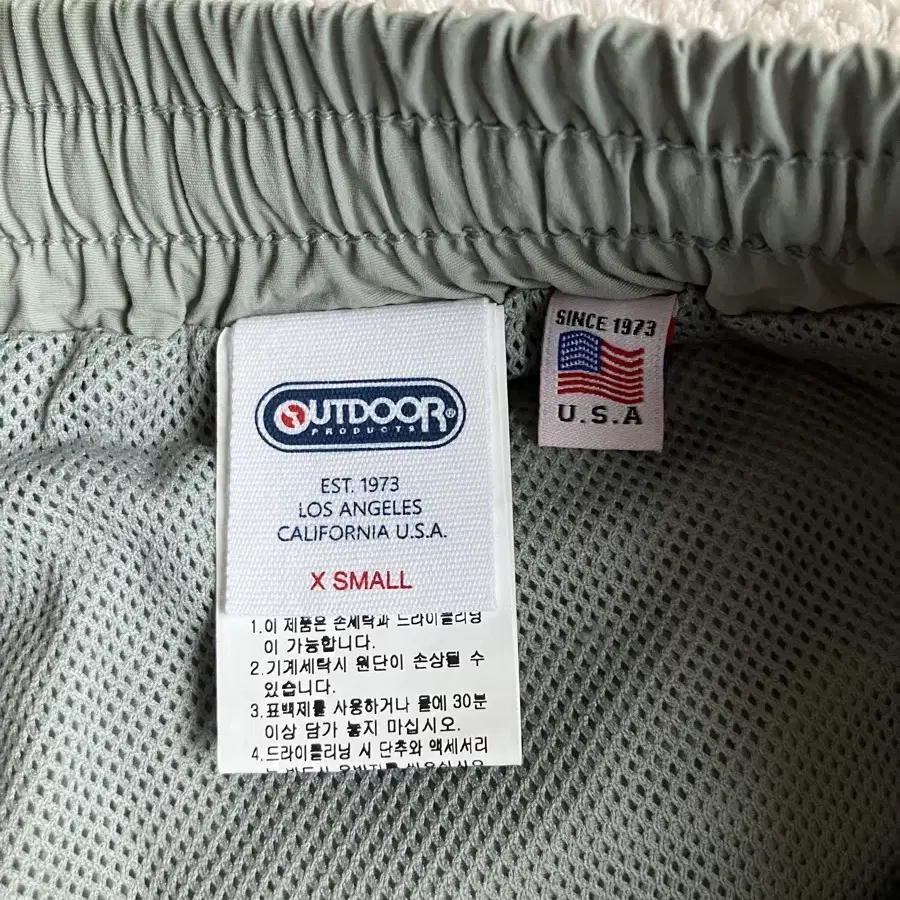 OUTDOOR®
PRODUCTS
EST. 1973
LOS ANGELES
CALIFORNIA U.S.A.
X SMALL
1.이 제품은 손세탁과 드라이클리닝
이 가능합니다.
2.기계세탁시 원단이 손상될 수
있습니다.
3.표백제를 사용하거나 물에 30분
이상 담가 놓지 마십시오.
4.드라이클리닝 시 단추와 액세서리
SINCE 1973
U.S.A